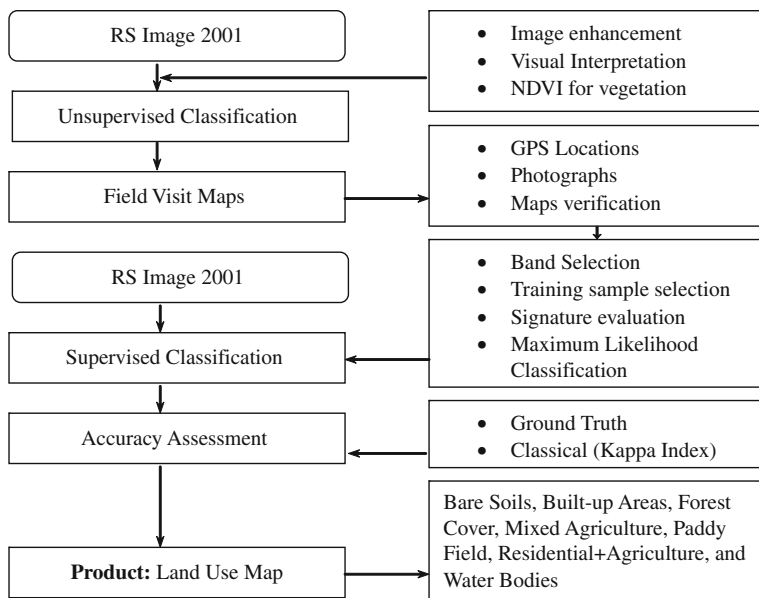 RS Image 2001
• Image enhancement
• Visual Interpretation
• NDVI for vegetation
Unsupervised Classification
Field Visit Maps
• GPS Locations
• Photographs
• Maps verification
RS Image 2001
• Band Selection
• Training sample selection
• Signature evaluation
• Maximum Likelihood
Classification
Supervised Classification
Accuracy Assessment
• Ground Truth
• Classical (Kappa Index)
Product: Land Use Map
Bare Soils, Built-up Areas, Forest
Cover, Mixed Agriculture, Paddy
Field, Residential+Agriculture, and
Water Bodies